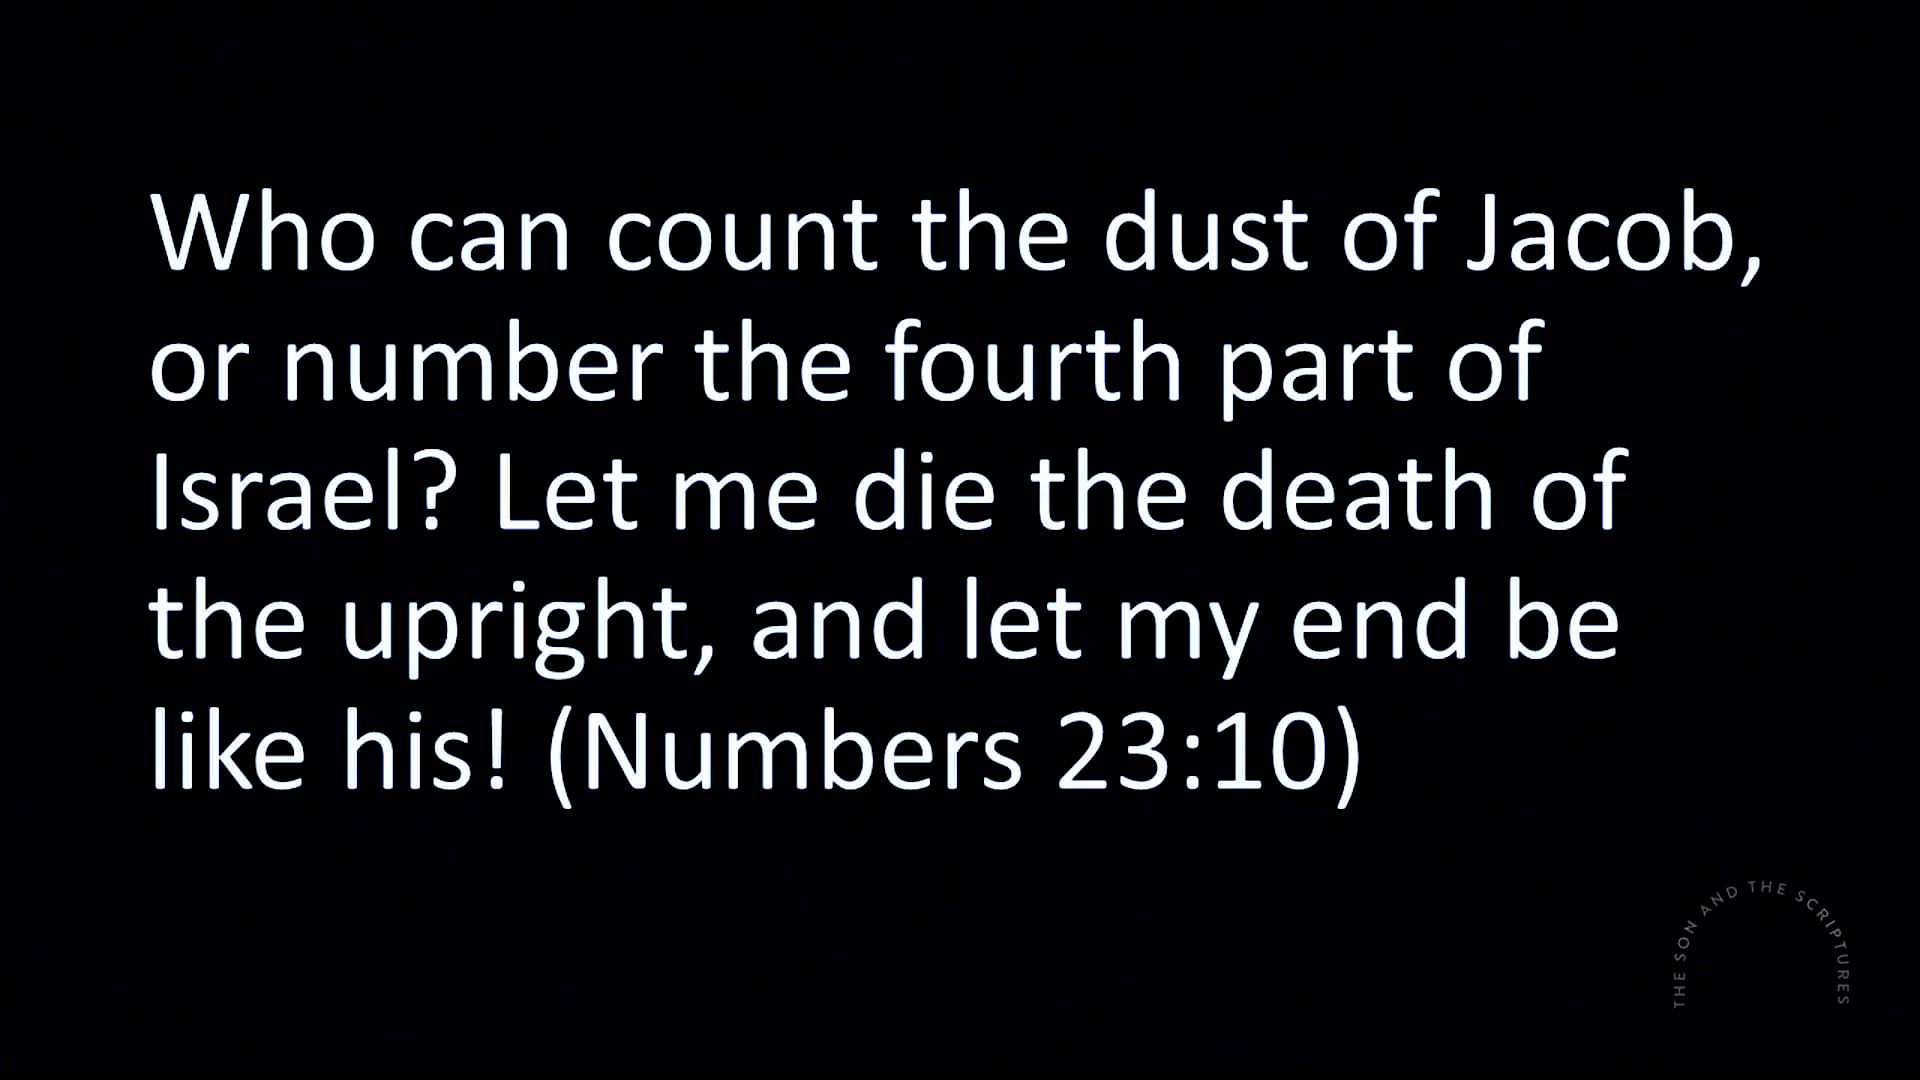 Who can count the dust of Jacob,
or number the fourth part of
Israel? Let me die the death of
the upright, and let my end be
like his! (Numbers 23:10)
THE SON AND THE SCRIPTURES